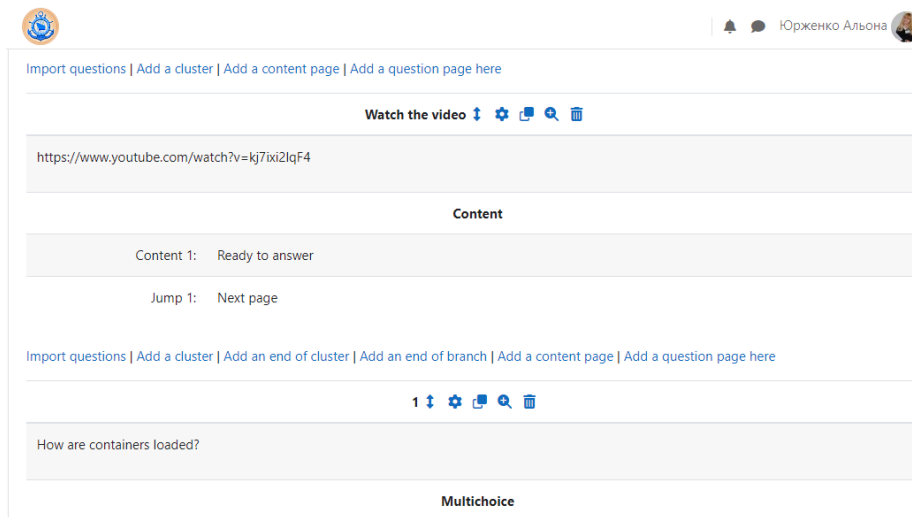 Юрженко Альона
Import questions | Add a cluster | Add a content page | Add a question page here
Watch the video
https://www.youtube.com/watch?v=kj7ixi2lqF4
Content
Content 1: Ready to answer
Jump 1: Next page
Import questions | Add a cluster | Add an end of cluster | Add an end of branch | Add a content page | Add a question page here
1
How are containers loaded?
Multichoice